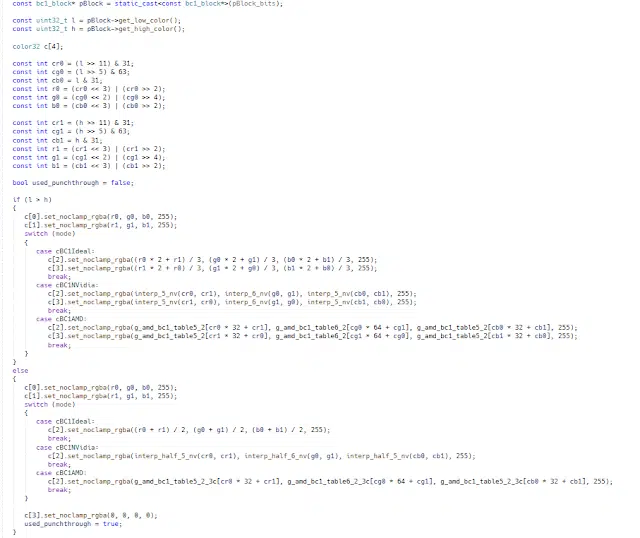 const bc1_block* pBlock = static_cast<const bc1_block*>(pBlock_bits);
const uint32_t l = pBlock->get_low_color();
const uint32_t h = pBlock->get_high_color();
color32 c[4];
const int cr0 = (l >> 11) & 31;
const int cg0 = (l >> 5) & 63;
const int cb0 = l & 31;
const int r0 = (cr0 << 3) | (cr0 >> 2);
const int g0 = (cg0 << 2) | (cg0 >> 4);
const int b0 = (cb0 << 3) | (cb0 >> 2);
const int cr1 = (h >> 11) & 31;
const int cg1 = (h >> 5) & 63;
const int cb1 = h & 31;
const int r1 = (cr1 << 3) | (cr1 >> 2);
const int g1 = (cg1 << 2) | (cg1 >> 4);
const int b1 = (cb1 << 3) | (cb1 >> 2);
bool used_punchthrough = false;
if (l > h)
{
c[0].set_noclamp_rgba(r0, g0, b0, 255);
c[1].set_noclamp_rgba(r1, g1, b1, 255);
switch (mode)
{
case cBC1Ideal:
c[2].set_noclamp_rgba((r0 * 2 + r1) / 3, (g0 * 2 + g1) / 3, (b0 * 2 + b1) / 3, 255);
c[3].set_noclamp_rgba((r1 * 2 + r0) / 3, (g1 * 2 + g0) / 3, (b1 * 2 + b0) / 3, 255);
break;
case cBC1NVidia:
c[2].set_noclamp_rgba(interp_5_nv(cr0, cr1), interp_6_nv(g0, g1), interp_5_nv(cb0, cb1), 255);
c[3].set_noclamp_rgba(interp_5_nv(cr1, cr0), interp_6_nv(g1, g0), interp_5_nv(cb1, cb0), 255);
break;
case cBC1AMD:
c[2].set_noclamp_rgba(g_amd_bc1_table5_2[cr0 * 32 + cr1], g_amd_bc1_table6_2[cg0 * 64 + cg1], g_amd_bc1_table5_2[cb0 * 32 + cb1], 255);
c[3].set_noclamp_rgba(g_amd_bc1_table5_2[cr1 * 32 + cr0], g_amd_bc1_table6_2[cg1 * 64 + cg0], g_amd_bc1_table5_2[cb1 * 32 + cb0], 255);
break;
}
}
else
{
c[0].set_noclamp_rgba(r0, g0, b0, 255);
c[1].set_noclamp_rgba(r1, g1, b1, 255);
switch (mode)
{
case cBC1Ideal:
c[2].set_noclamp_rgba((r0 + r1) / 2, (g0 + g1) / 2, (b0 + b1) / 2, 255);
break;
case cBC1NVidia:
c[2].set_noclamp_rgba(interp_half_5_nv(cr0, cr1), interp_half_6_nv(g0, g1), interp_half_5_nv(cb0, cb1), 255);
break;
case cBC1AMD:
c[2].set_noclamp_rgba(g_amd_bc1_table5_2_3c[cr0 * 32 + cr1], g_amd_bc1_table6_2_3c[cg0 * 64 + cg1], g_amd_bc1_table5_2_3c[cb0 * 32 + cb1], 255);
break;
}
c[3].set_noclamp_rgba(0, 0, 0, 0);
used_punchthrough = true;
}